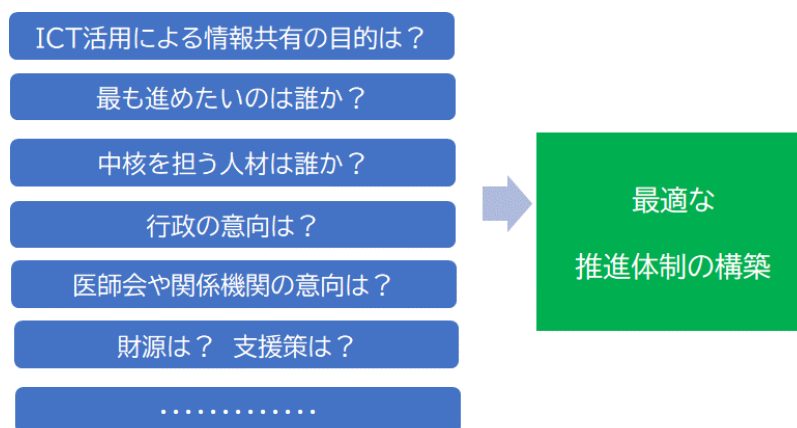 ICT活用による情報共有の目的は？
最も進めたいのは誰か？
中核を担う人材は誰か？
行政の意向は？
医師会や関係機関の意向は？
財源は？ 支援策は？
・・・・・・・・・・・・・
最適な
推進体制の構築